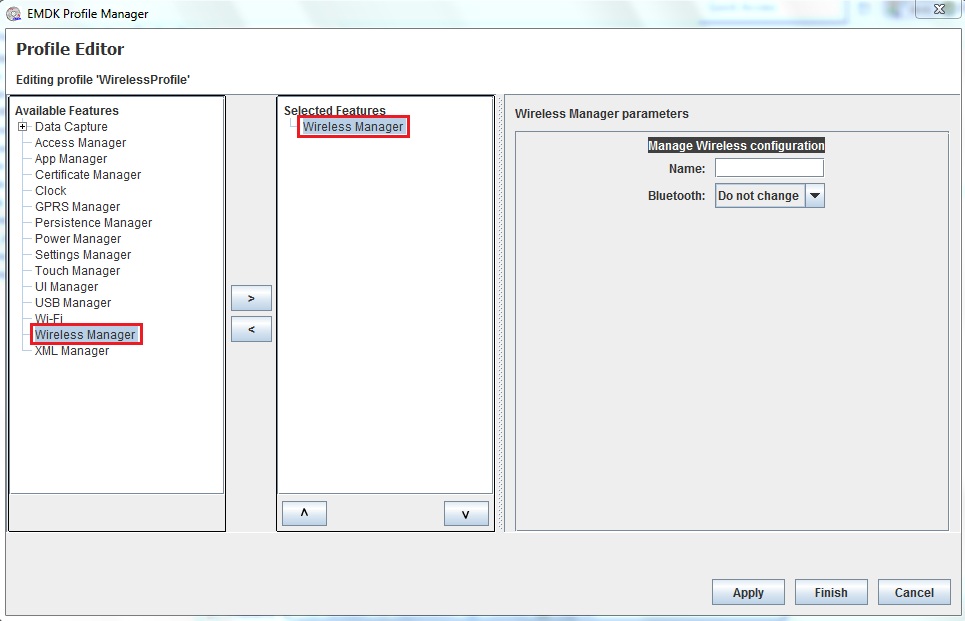 EMDK Profile Manager
Profile Editor
Editing profile 'WirelessProfile'
Available Features
Data Capture
Access Manager
App Manager
Certificate Manager
Clock
GPRS Manager
Persistence Manager
Power Manager
Settings Manager
Touch Manager
UI Manager
USB Manager
Wi-Fi
Wireless Manager
XML Manager
>
<
Selected Features
Wireless Manager
^
v
Wireless Manager parameters
Manage Wireless configuration
Name:
Bluetooth: Do not change
Apply Finish Cancel